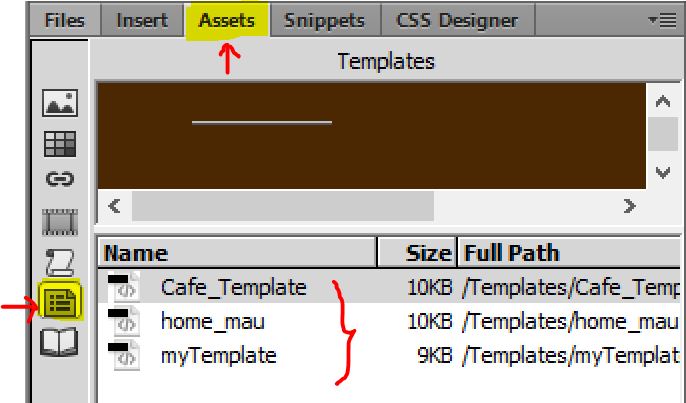 Files Insert Assets Snippets CSS Designer
Templates
Name Size Full Path
Cafe_Template 10KB /Templates/Cafe_Temp
home_mau 10KB /Templates/home_mau
myTemplate 9KB /Templates/myTemplat